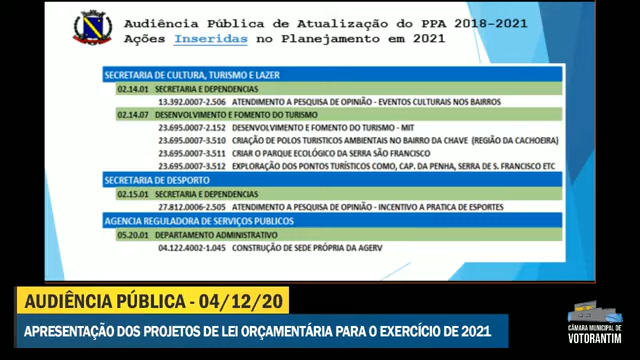 Audiência Pública de Atualização do PPA 2018-2021
Ações Inseridas no Planejamento em 2021
SECRETARIA DE CULTURA, TURISMO E LAZER
02.14.01 SECRETARIA E DEPENDENCIAS
13.392.0007-2.506 ATENDIMENTO A PESQUISA DE OPINIÃO - EVENTOS CULTURAIS NOS BAIRROS
02.14.07 DESENVOLVIMENTO E FOMENTO DO TURISMO
23.695.0007-2.152 DESENVOLVIMENTO E FOMENTO DO TURISMO - MIT
23.695.0007-3.510 CRIAÇÃO DE POLOS TURISTICOS AMBIENTAIS NO BAIRRO DA CHAVE (REGIÃO DA CACHOEIRA)
23.695.0007-3.511 CRIAR O PARQUE ECOLÓGICO DA SERRA SÃO FRANCISCO
23.695.0007-3.512 EXPLORAÇÃO DOS PONTOS TURÍSTICOS COMO, CAP. DA PENHA, SERRA DE S. FRANCISCO ETC
SECRETARIA DE DESPORTO
02.15.01 SECRETARIA E DEPENDENCIAS
27.812.0006-2.505 ATENDIMENTO A PESQUISA DE OPINIÃO - INCENTIVO A PRATICA DE ESPORTES
AGENCIA REGULADORA DE SERVIÇOS PUBLICOS
05.20.01 DEPARTAMENTO ADMINISTRATIVO
04.122.4002-1.045 CONSTRUÇÃO DE SEDE PRÓPRIA DA AGERV
AUDIÊNCIA PÚBLICA - 04/12/20
APRESENTAÇÃO DOS PROJETOS DE LEI ORÇAMENTÁRIA PARA O EXERCÍCIO DE 2021
CÂMARA MUNICIPAL DE
VOTORANTIM